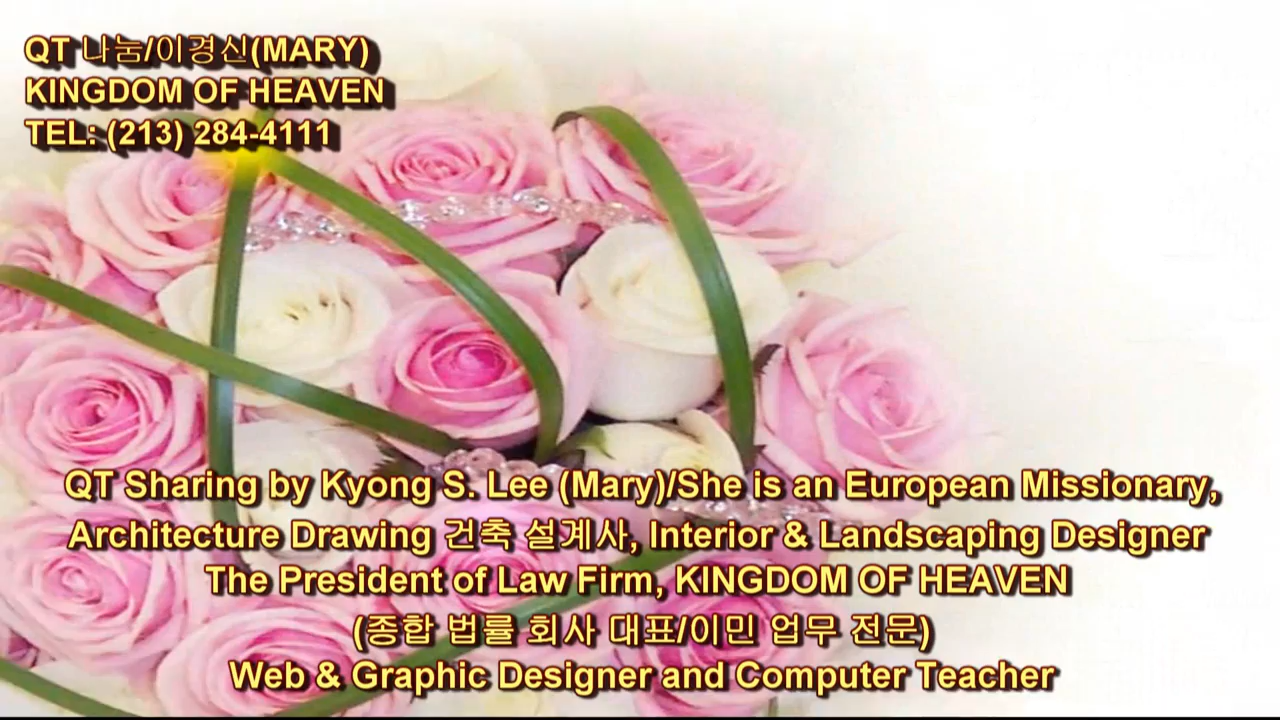 QT 나눔/이경신(MARY)
KINGDOM OF HEAVEN
TEL: (213) 284-4111
QT Sharing by Kyong S. Lee (Mary)/She is an European Missionary,
Architecture Drawing 건축 설계사, Interior & Landscaping Designer
The President of Law Firm, KINGDOM OF HEAVEN
(종합 법률 회사 대표/이민 업무 전문)
Web & Graphic Designer and Computer Teacher